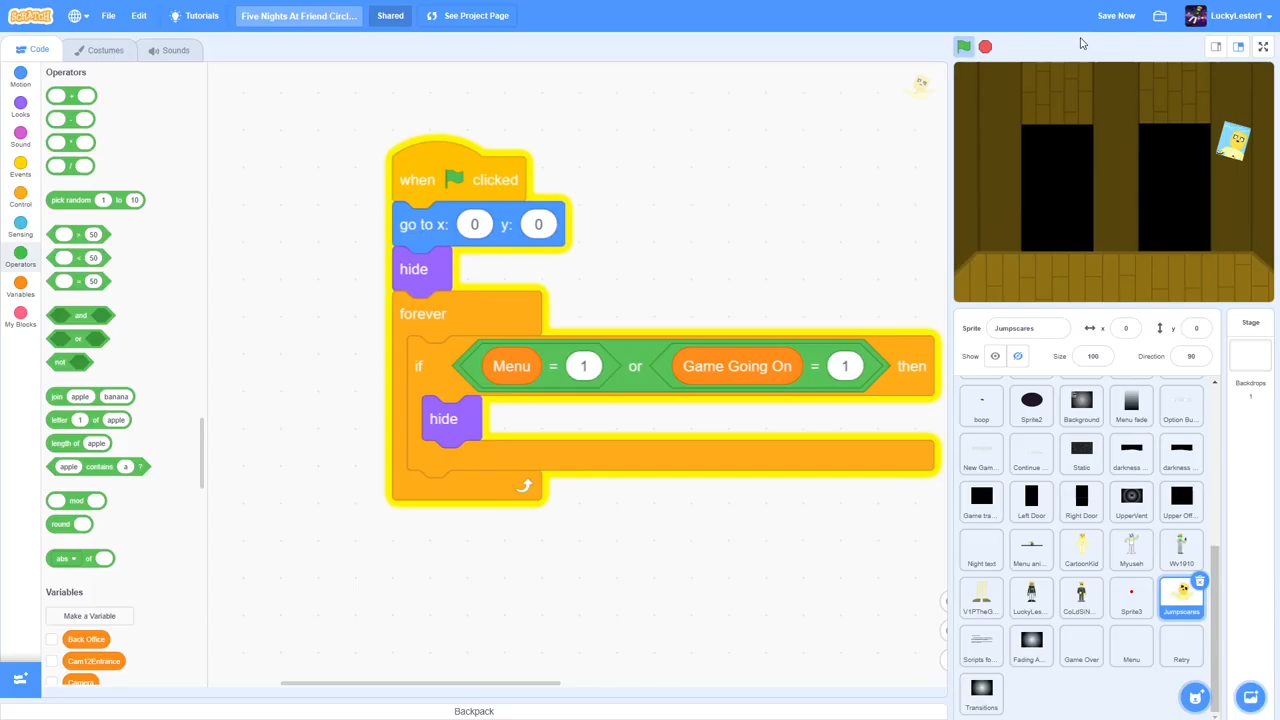 SCRATCH File Edit Tutorials Five Nights At Friend Circl... Shared See Project Page Save Now LuckyLester1
Code Costumes Sounds
Motion
Looks
Sound
Events
Control
Sensing
Operators
Variables
My Blocks
Operators
+
-
*
/
pick random 1 to 10
> 50
< 50
= 50
and
or
not
join apple banana
letter 1 of apple
length of apple
apple contains a ?
mod
round
abs of
Variables
Make a Variable
Back Office
Cam12Entrance
Camera
when clicked
go to x: 0 y: 0
hide
forever
if Menu = 1 or Game Going On = 1 then
hide
Backpack
Sprite Jumpscares x 0 y 0
Show Size 100 Direction 90
boop Sprite2 Background Menu fade Option Bu...
New Gam... Continue ... Static darkness ... darkness ...
Game tra... Left Door Right Door UpperVent Upper Off...
Night text Menu ani... CartoonKid Myuseh Wv1910
V1PTheG... LuckyLes... CoLdSiN... Sprite3 Jumpscares
Scripts fo... Fading A... Game Over Menu Retry
Transitions
Stage
Backdrops
1